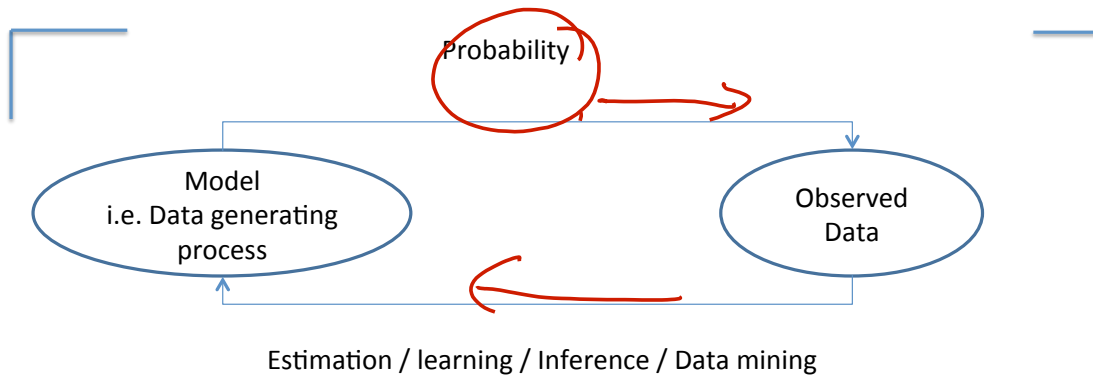 Probability
Model
i.e. Data generating
process
Observed
Data
Estimation / learning / Inference / Data mining